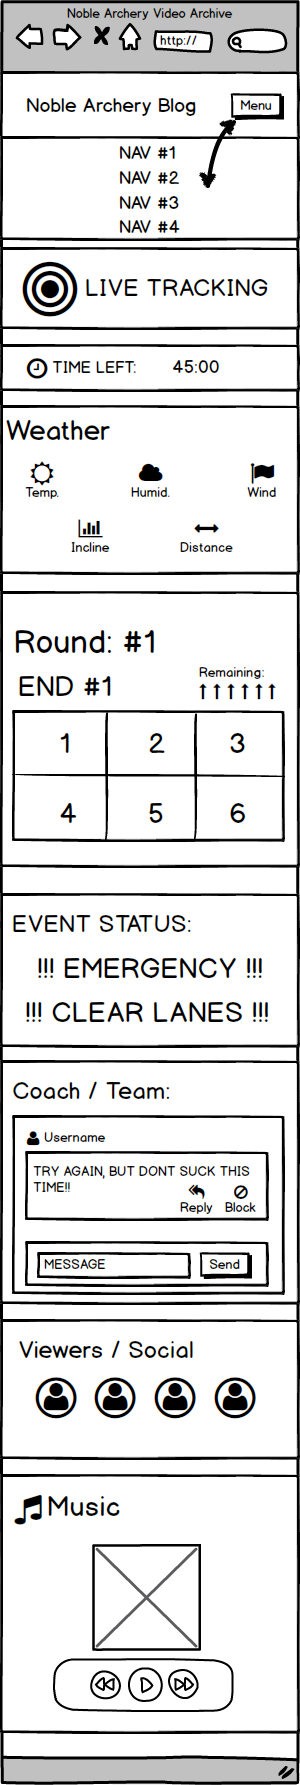 Noble Archery Video Archive
http://
Noble Archery Blog
Menu
NAV #1
NAV #2
NAV #3
NAV #4
LIVE TRACKING
TIME LEFT: 45:00
Weather
Temp. Humid. Wind
Incline Distance
Round: #1
END #1
Remaining:
1 2 3
4 5 6
EVENT STATUS:
!!! EMERGENCY !!!
!!! CLEAR LANES !!!
Coach / Team:
Username
TRY AGAIN, BUT DONT SUCK THIS
TIME!!
Reply Block
MESSAGE Send
Viewers / Social
Music